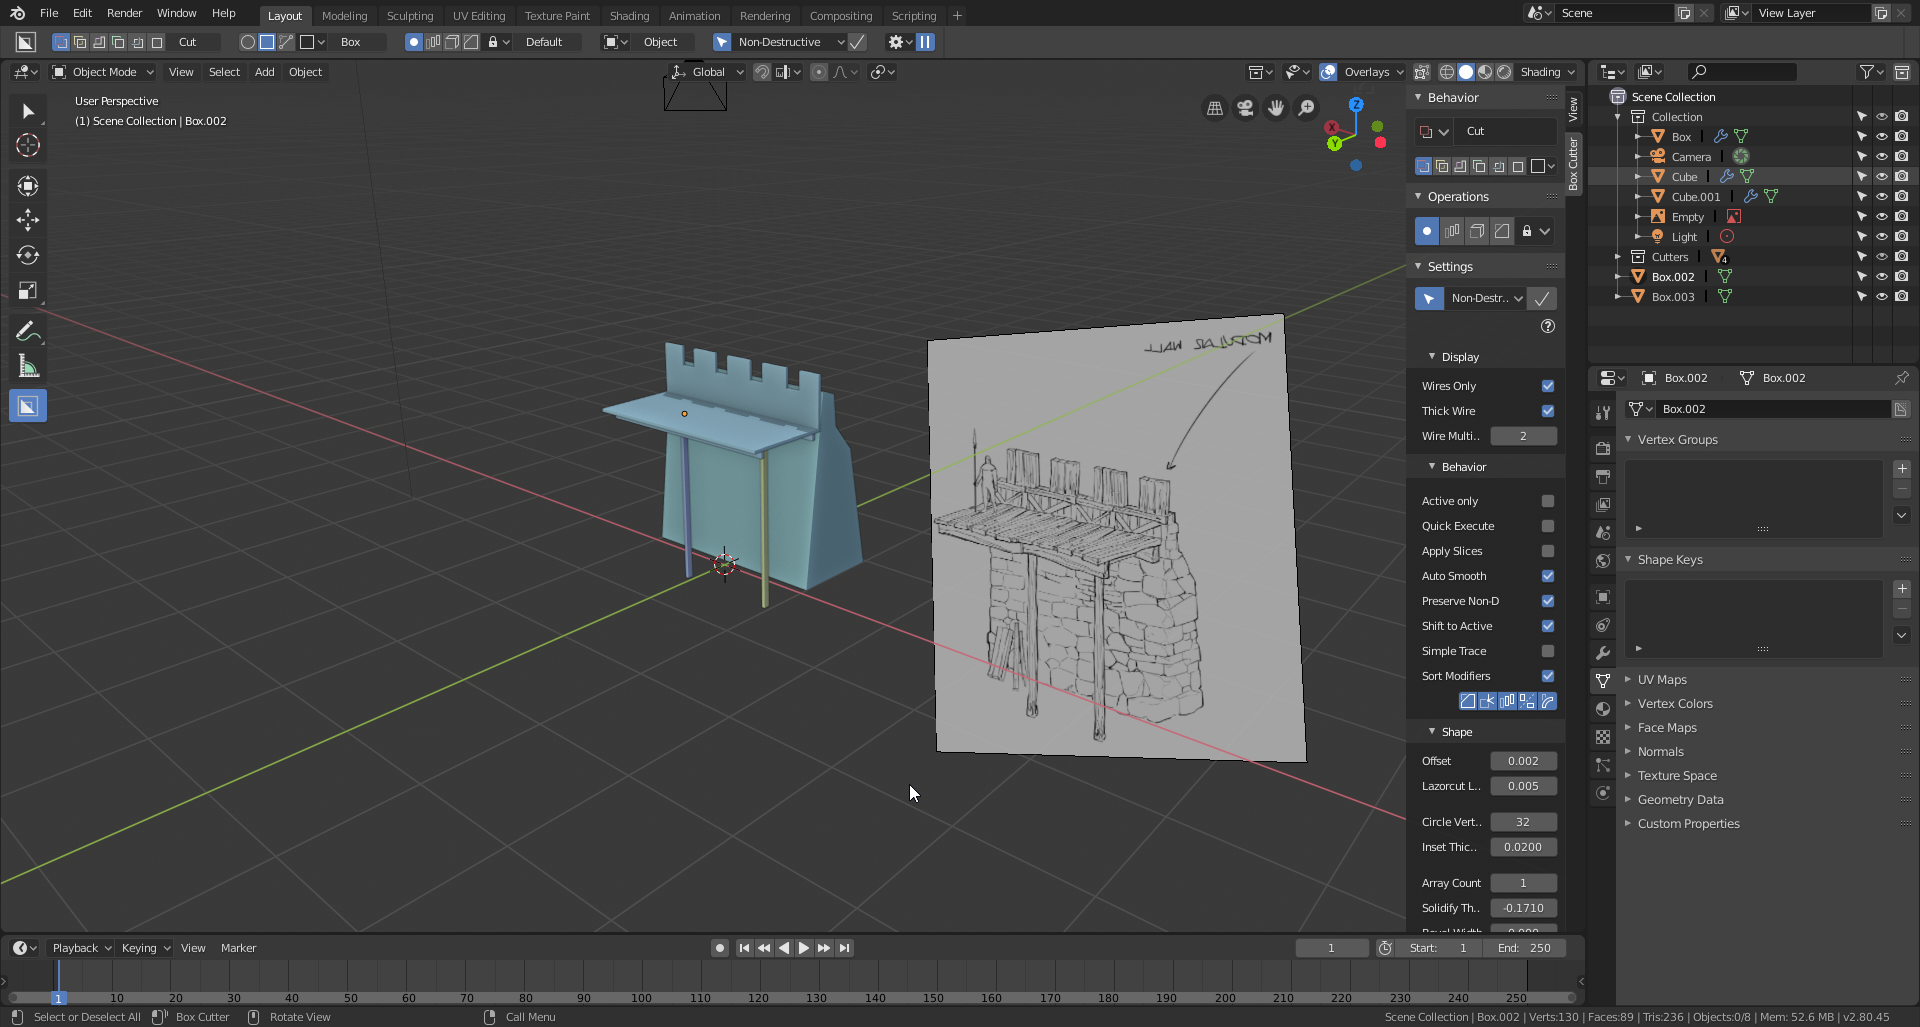 File Edit Render Window Help Layout Modeling Sculpting UV Editing Texture Paint Shading Animation Rendering Compositing Scripting + Scene View Layer
Cut Box Default Object Non-Destructive
Object Mode View Select Add Object Global Overlays Shading
User Perspective
(1) Scene Collection | Box.002
Z
X
Y
MODULAR WALL
Behavior
Cut
Operations
Settings
Non-Destr..
Display
Wires Only
Thick Wire
Wire Multi.. 2
Behavior
Active only
Quick Execute
Apply Slices
Auto Smooth
Preserve Non-D
Shift to Active
Simple Trace
Sort Modifiers
Shape
Offset 0.002
Lazorcut L.. 0.005
Circle Vert.. 32
Inset Thic.. 0.0200
Array Count 1
Solidify Th.. -0.1710
View
Box Cutter
Scene Collection
Collection
Box
Camera
Cube
Cube.001
Empty
Light
Cutters 4
Box.002
Box.003
Box.002 Box.002
Box.002
Vertex Groups
Shape Keys
UV Maps
Vertex Colors
Face Maps
Normals
Texture Space
Geometry Data
Custom Properties
Playback Keying View Marker 1 Start: 1 End: 250
1 10 20 30 40 50 60 70 80 90 100 110 120 130 140 150 160 170 180 190 200 210 220 230 240 250
Select or Deselect All Box Cutter Rotate View Call Menu Scene Collection | Box.002 | Verts:130 | Faces:89 | Tris:236 | Objects:0/8 | Mem: 52.6 MB | v2.80.45